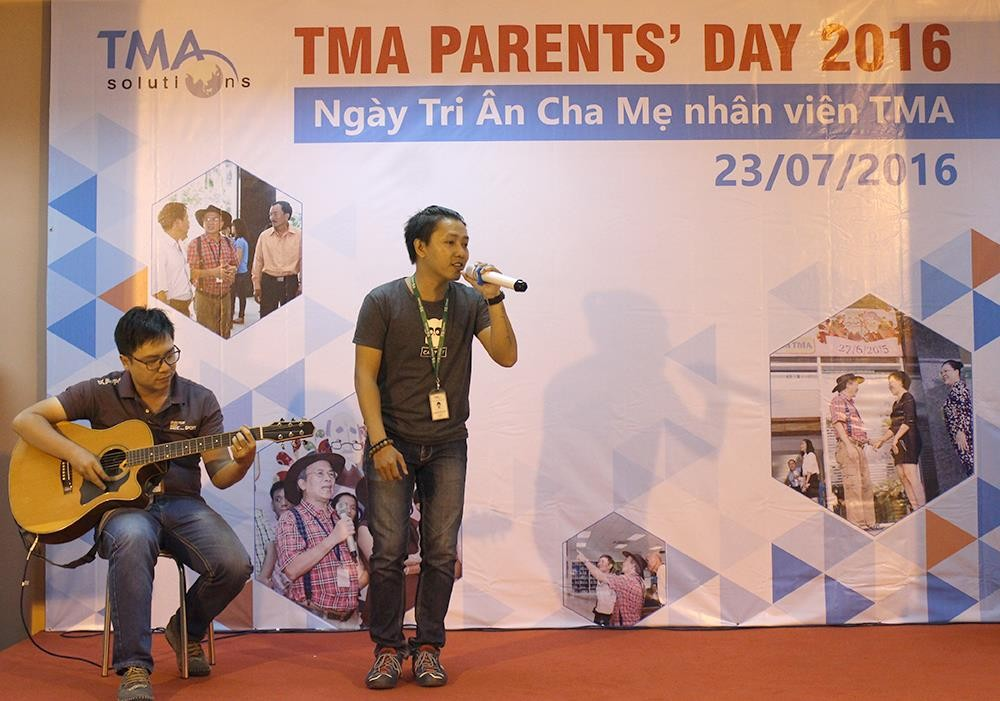 TMA
solutions
TMA PARENTS' DAY 2016
Ngày Tri Ân Cha Mẹ nhân viên TMA
23/07/2016
TMA
27/6/2015